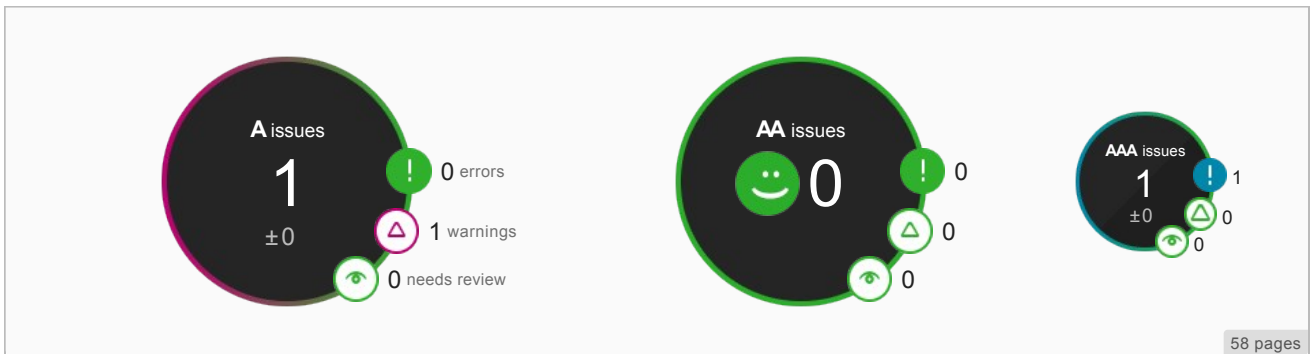 A issues
1
±0
0 errors
1 warnings
0 needs review
AA issues
0
0
0
0
AAA issues
1
±0
1
0
0
58 pages